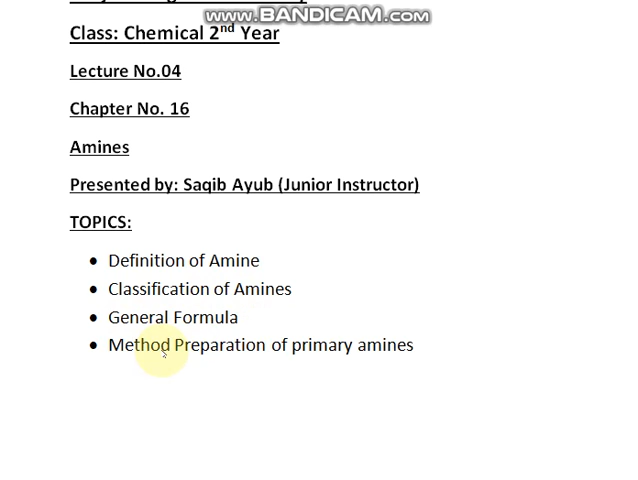 www.BANDICAM.com
Class: Chemical 2nd Year
Lecture No.04
Chapter No. 16
Amines
Presented by: Saqib Ayub (Junior Instructor)
TOPICS:
• Definition of Amine
• Classification of Amines
• General Formula
• Method Preparation of primary amines